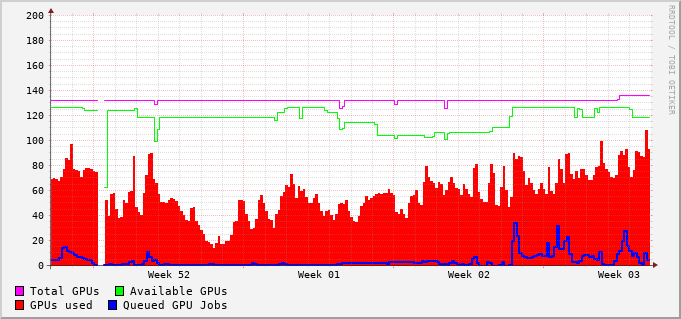 200
180
160
140
120
100
80
60
40
20
0
Week 52 Week 01 Week 02 Week 03
Total GPUs Available GPUs
GPUs used Queued GPU Jobs
RRDTOOL / TOBI OETIKER